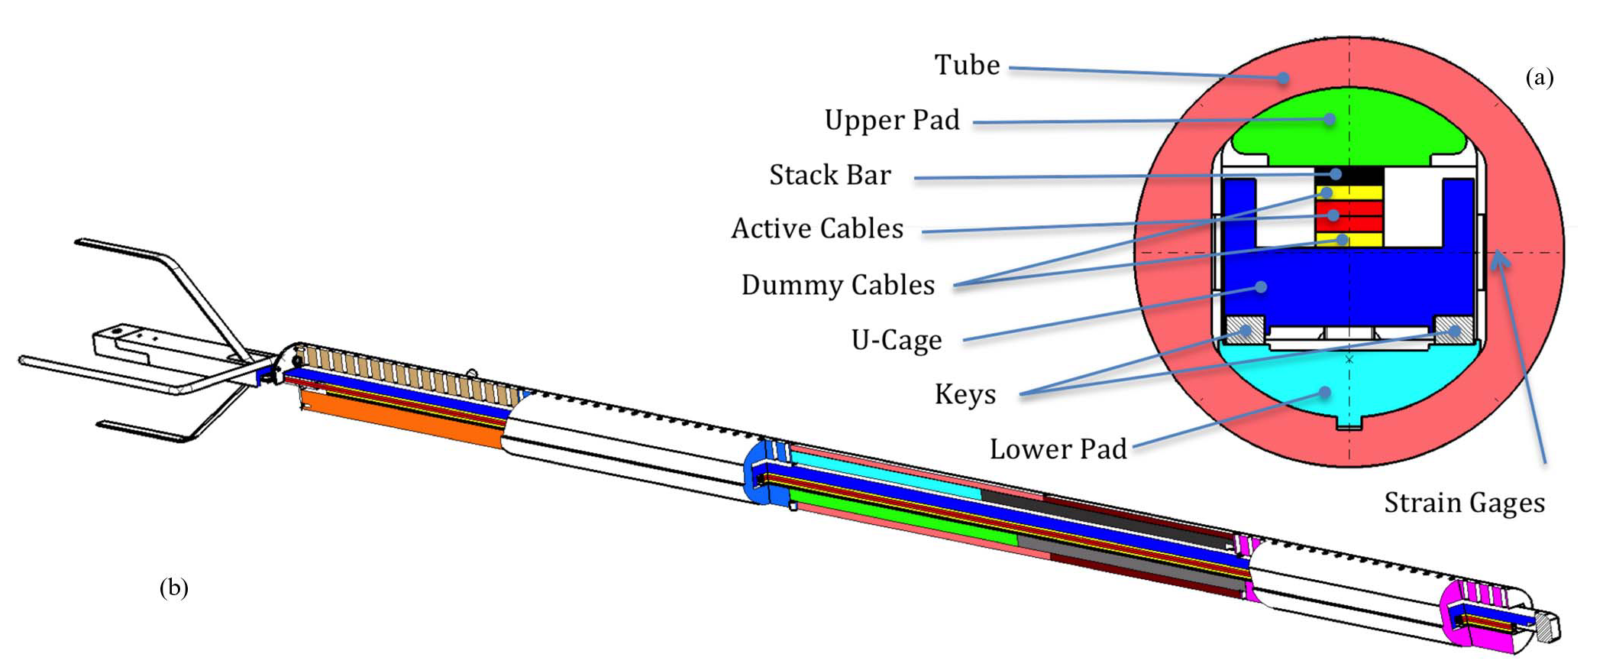 Tube
(a)
Upper Pad
Stack Bar
Active Cables
Dummy Cables
U-Cage
Keys
Lower Pad
Strain Gages
(b)